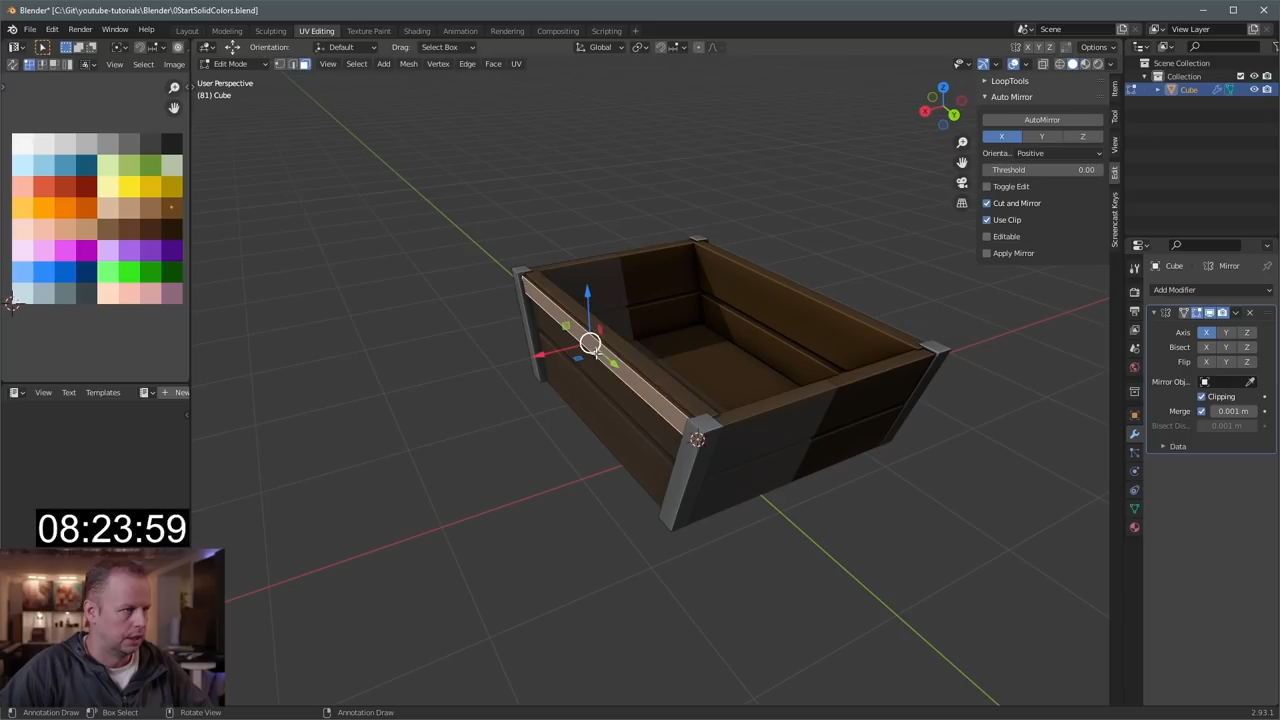 Blender* [C:\Git\youtube-tutorials\Blender\0StartSolidColors.blend]
File Edit Render Window Help Layout Modeling Sculpting UV Editing Texture Paint Shading Animation Rendering Compositing Scripting + Scene View Layer
Orientation: Default Drag: Select Box Global X Y Z Options
View Select Image Edit Mode View Select Add Mesh Vertex Edge Face UV
User Perspective
(81) Cube
LoopTools
Auto Mirror
AutoMirror
X Y Z
Orienta... Positive
Threshold 0.00
Toggle Edit
Cut and Mirror
Use Clip
Editable
Apply Mirror
Item
Tool
View
Edit
Screencast Keys
Z
X
Y
Scene Collection
Collection
Cube
Cube Mirror
Add Modifier
Axis X Y Z
Bisect X Y Z
Flip X Y Z
Mirror Obj...
Clipping
Merge 0.001 m
Bisect Dis... 0.001 m
Data
View Text Templates New
08:23:59
Annotation Draw Box Select Rotate View Annotation Draw 2.93.1